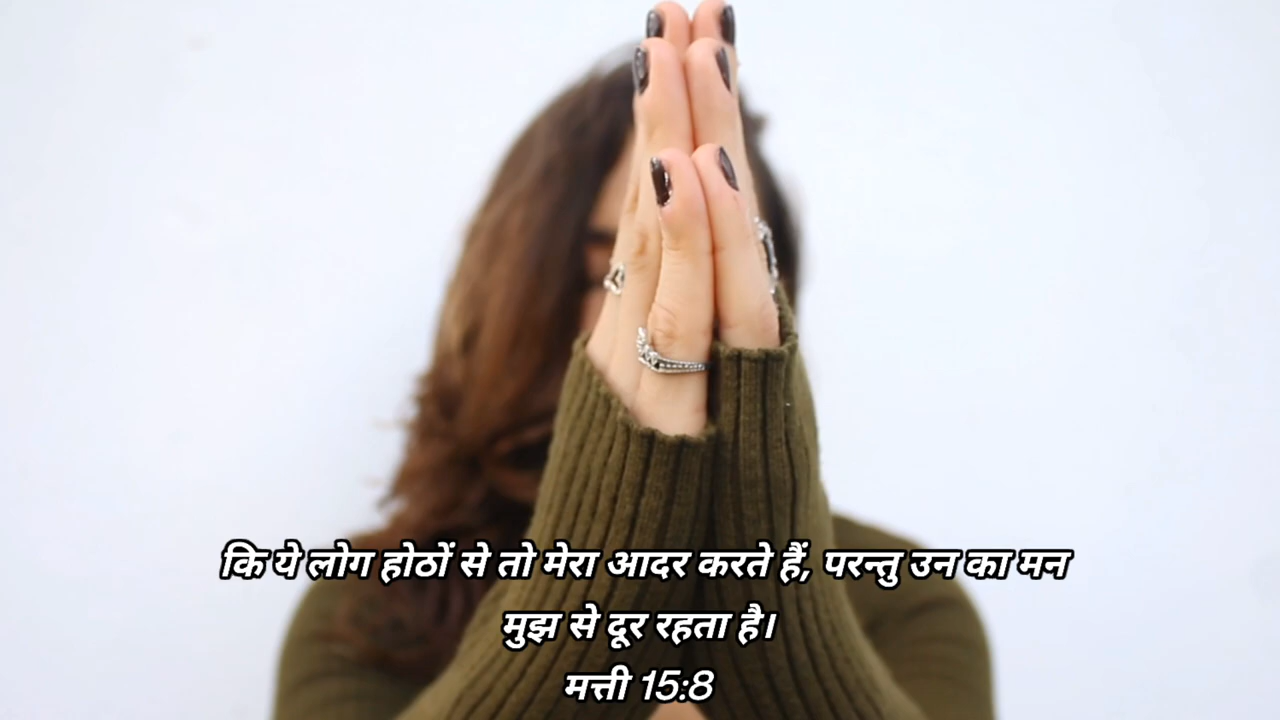 कि ये लोग होठों से तो मेरा आदर करते हैं, परन्तु उन का मन
मुझ से दूर रहता है।
मत्ती 15:8